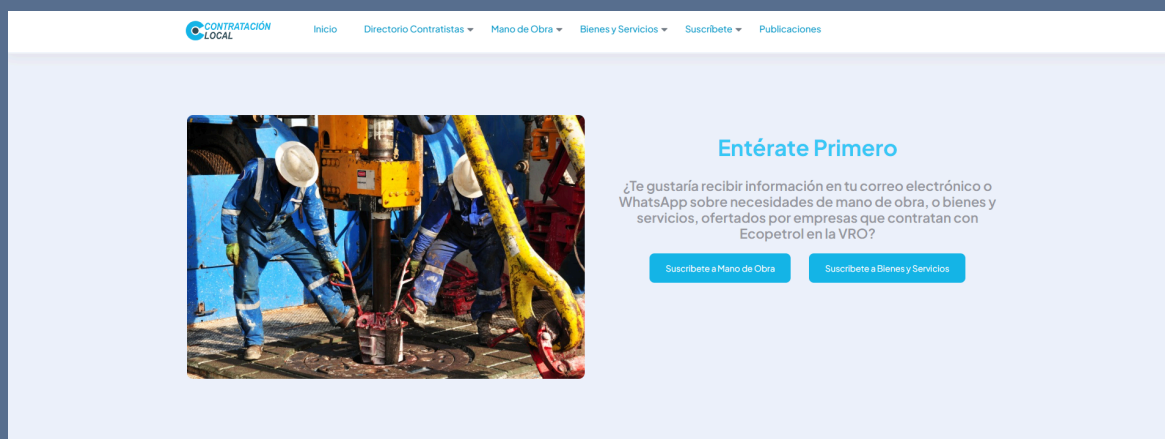 CONTRATACIÓN
LOCAL
Inicio
Directorio Contratistas
Mano de Obra
Bienes y Servicios
Suscríbete
Publicaciones
Entérate Primero
¿Te gustaría recibir información en tu correo electrónico o
WhatsApp sobre necesidades de mano de obra, o bienes y
servicios, ofertados por empresas que contratan con
Ecopetrol en la VRO?
Suscribete a Mano de Obra
Suscribete a Bienes y Servicios